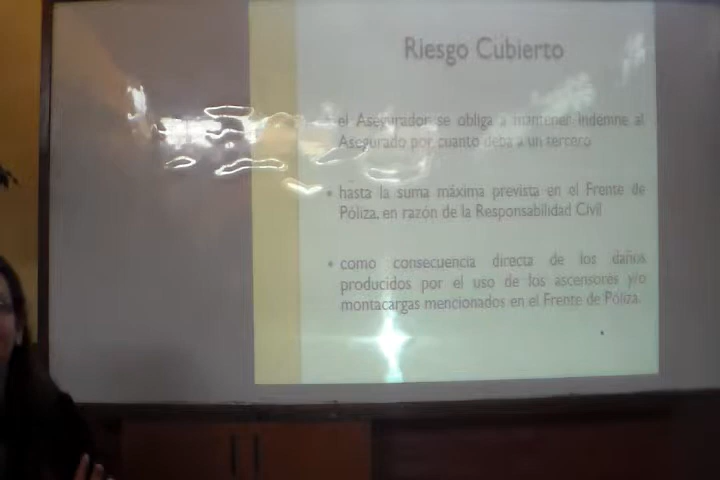 Riesgo Cubierto
• el Asegurador se obliga a mantener indemne al
Asegurado por cuanto deba a un tercero
• hasta la suma máxima prevista en el Frente de
Póliza, en razón de la Responsabilidad Civil
• como consecuencia directa de los daños
producidos por el uso de los ascensores y/o
montacargas mencionados en el Frente de Póliza.